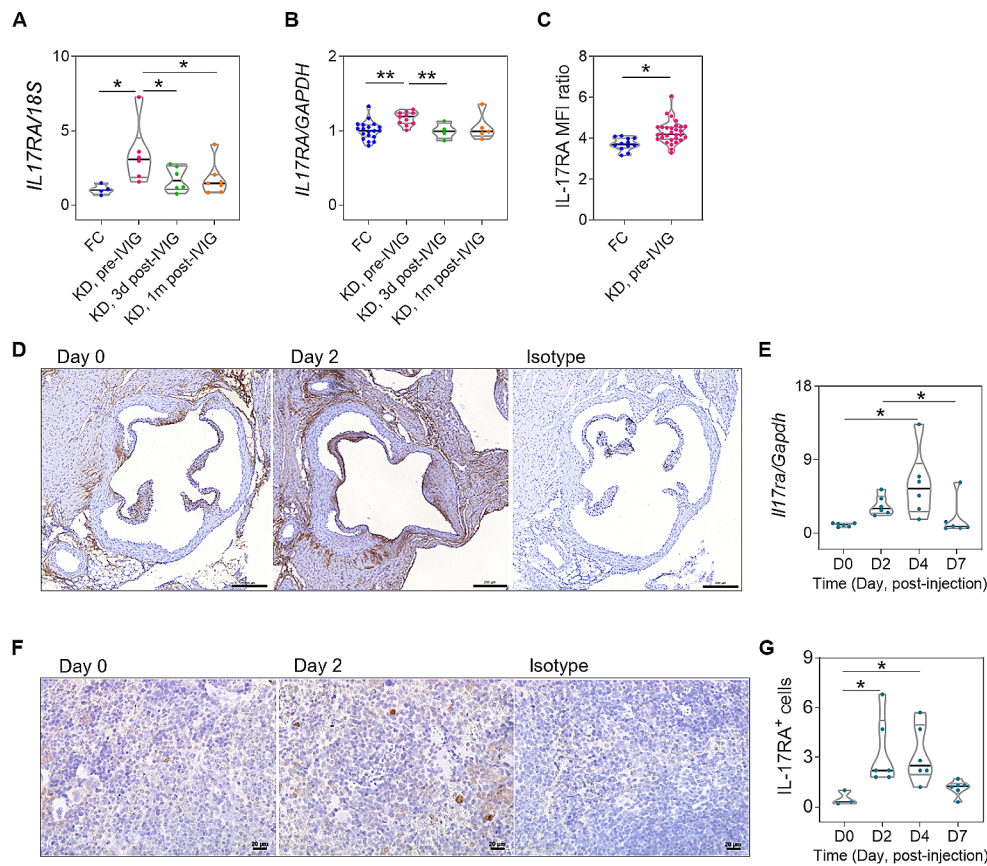 A
B
C
10
5
0
IL17RA/18S
*
*
*
FC
KD, pre-IVIG
KD, 3d post-IVIG
KD, 1m post-IVIG
2
1
0
IL17RA/GAPDH
**
**
FC
KD, pre-IVIG
KD, 3d post-IVIG
KD, 1m post-IVIG
8
6
4
2
0
IL-17RA MFI ratio
*
FC
KD, pre-IVIG
D
Day 0
Day 2
Isotype
E
18
9
0
Il17ra/Gapdh
*
*
D0 D2 D4 D7
Time (Day, post-injection)
F
Day 0
Day 2
Isotype
20 µm
20 µm
20 µm
G
9
6
3
0
IL-17RA+ cells
*
*
D0 D2 D4 D7
Time (Day, post-injection)